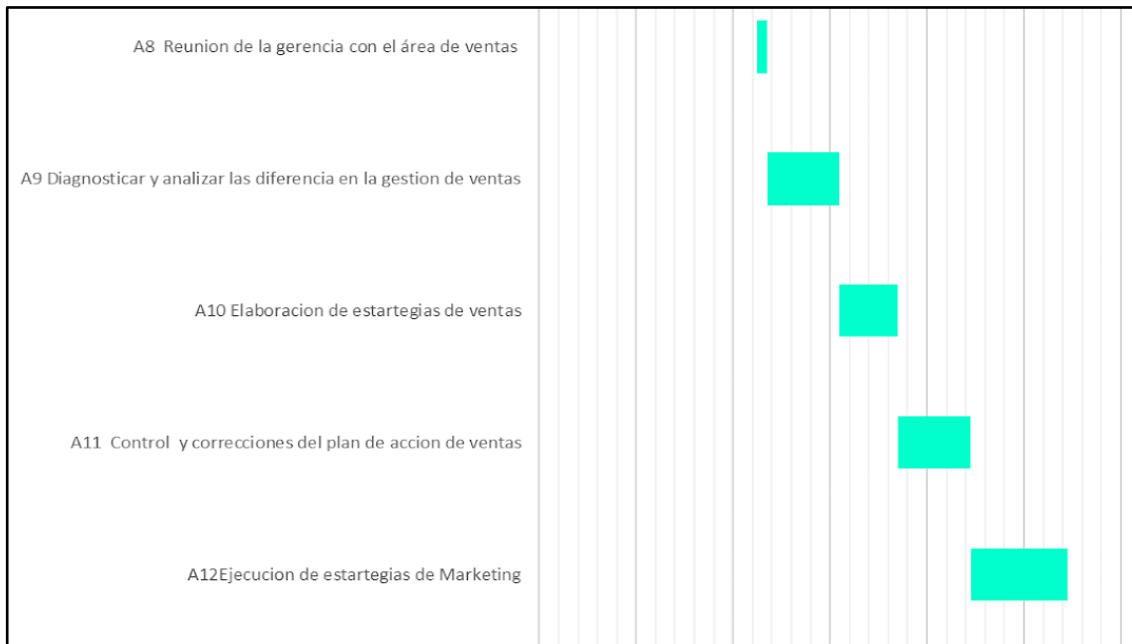 A8  Reunion de la gerencia con el área de ventas
A9 Diagnosticar y analizar las diferencia en la gestion de ventas
A10 Elaboracion de estartegias de ventas
A11  Control  y correcciones del plan de accion de ventas
A12Ejecucion de estartegias de Marketing